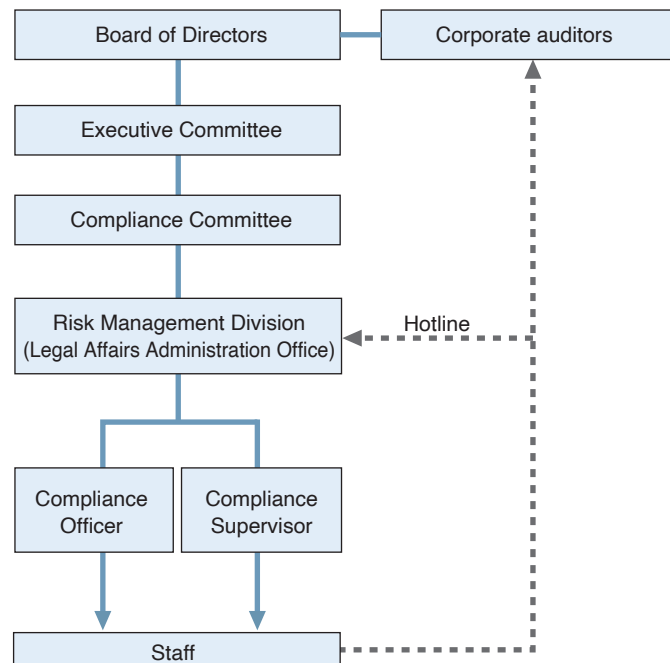 Board of Directors
Corporate auditors
Executive Committee
Compliance Committee
Risk Management Division
(Legal Affairs Administration Office)
Hotline
Compliance
Officer
Compliance
Supervisor
Staff